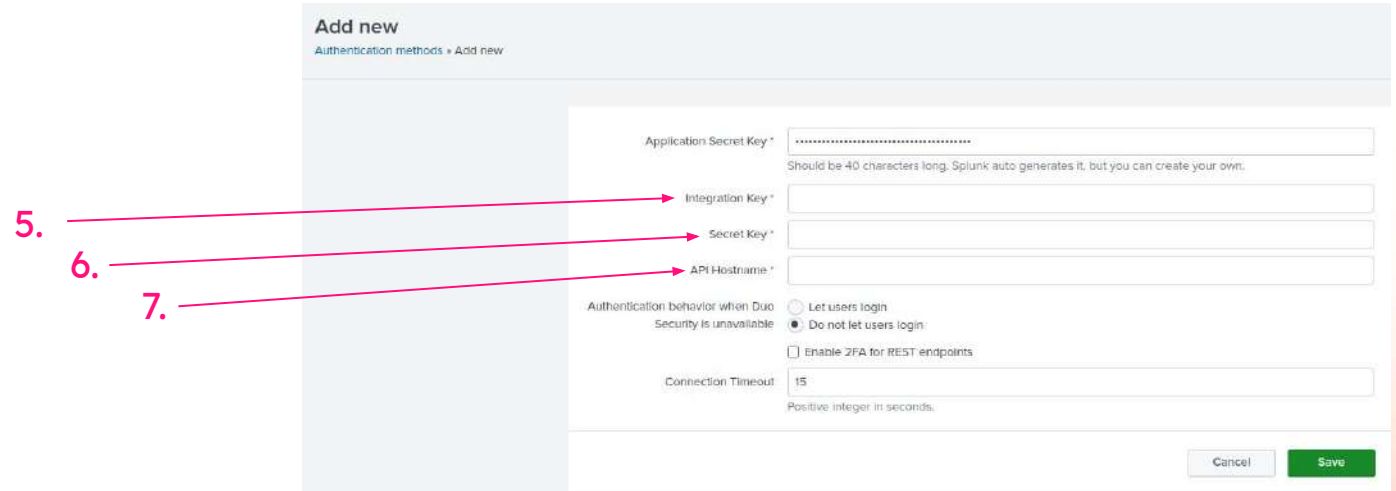 Add new
Authentication methods » Add new
Application Secret Key *
Should be 40 characters long. Splunk auto generates it, but you can create your own.
5.
Integration Key *
6.
Secret Key *
7.
API Hostname *
Authentication behavior when Duo
Security is unavailable
Let users login
Do not let users login
Enable 2FA for REST endpoints
Connection Timeout
15
Positive integer in seconds.
Cancel
Save